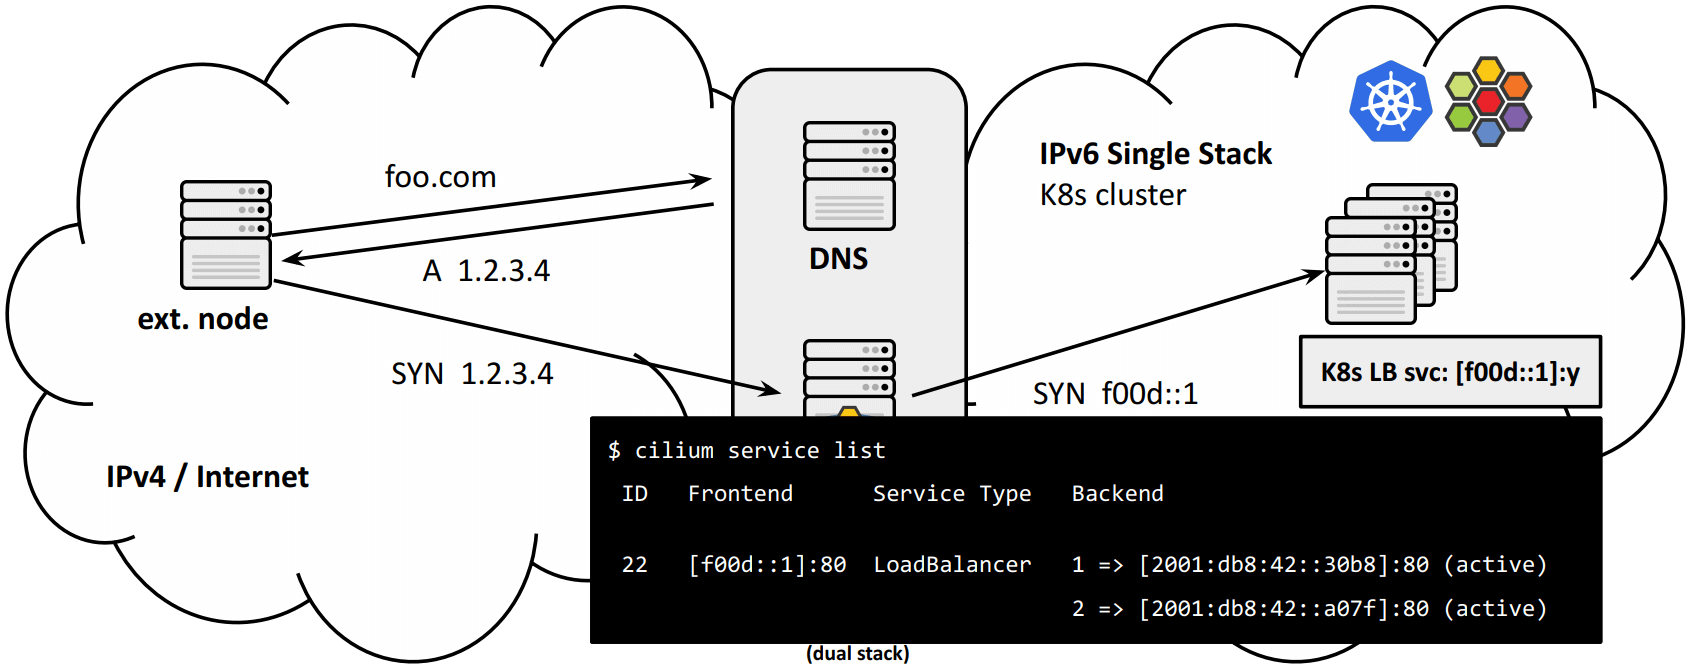 foo.com
A 1.2.3.4
ext. node
SYN 1.2.3.4
IPv4 / Internet
DNS
IPv6 Single Stack
K8s cluster
K8s LB svc: [f00d::1]:y
SYN f00d::1
$ cilium service list
ID Frontend Service Type Backend
22 [f00d::1]:80 LoadBalancer 1 => [2001:db8:42::30b8]:80 (active)
2 => [2001:db8:42::a07f]:80 (active)
(dual stack)